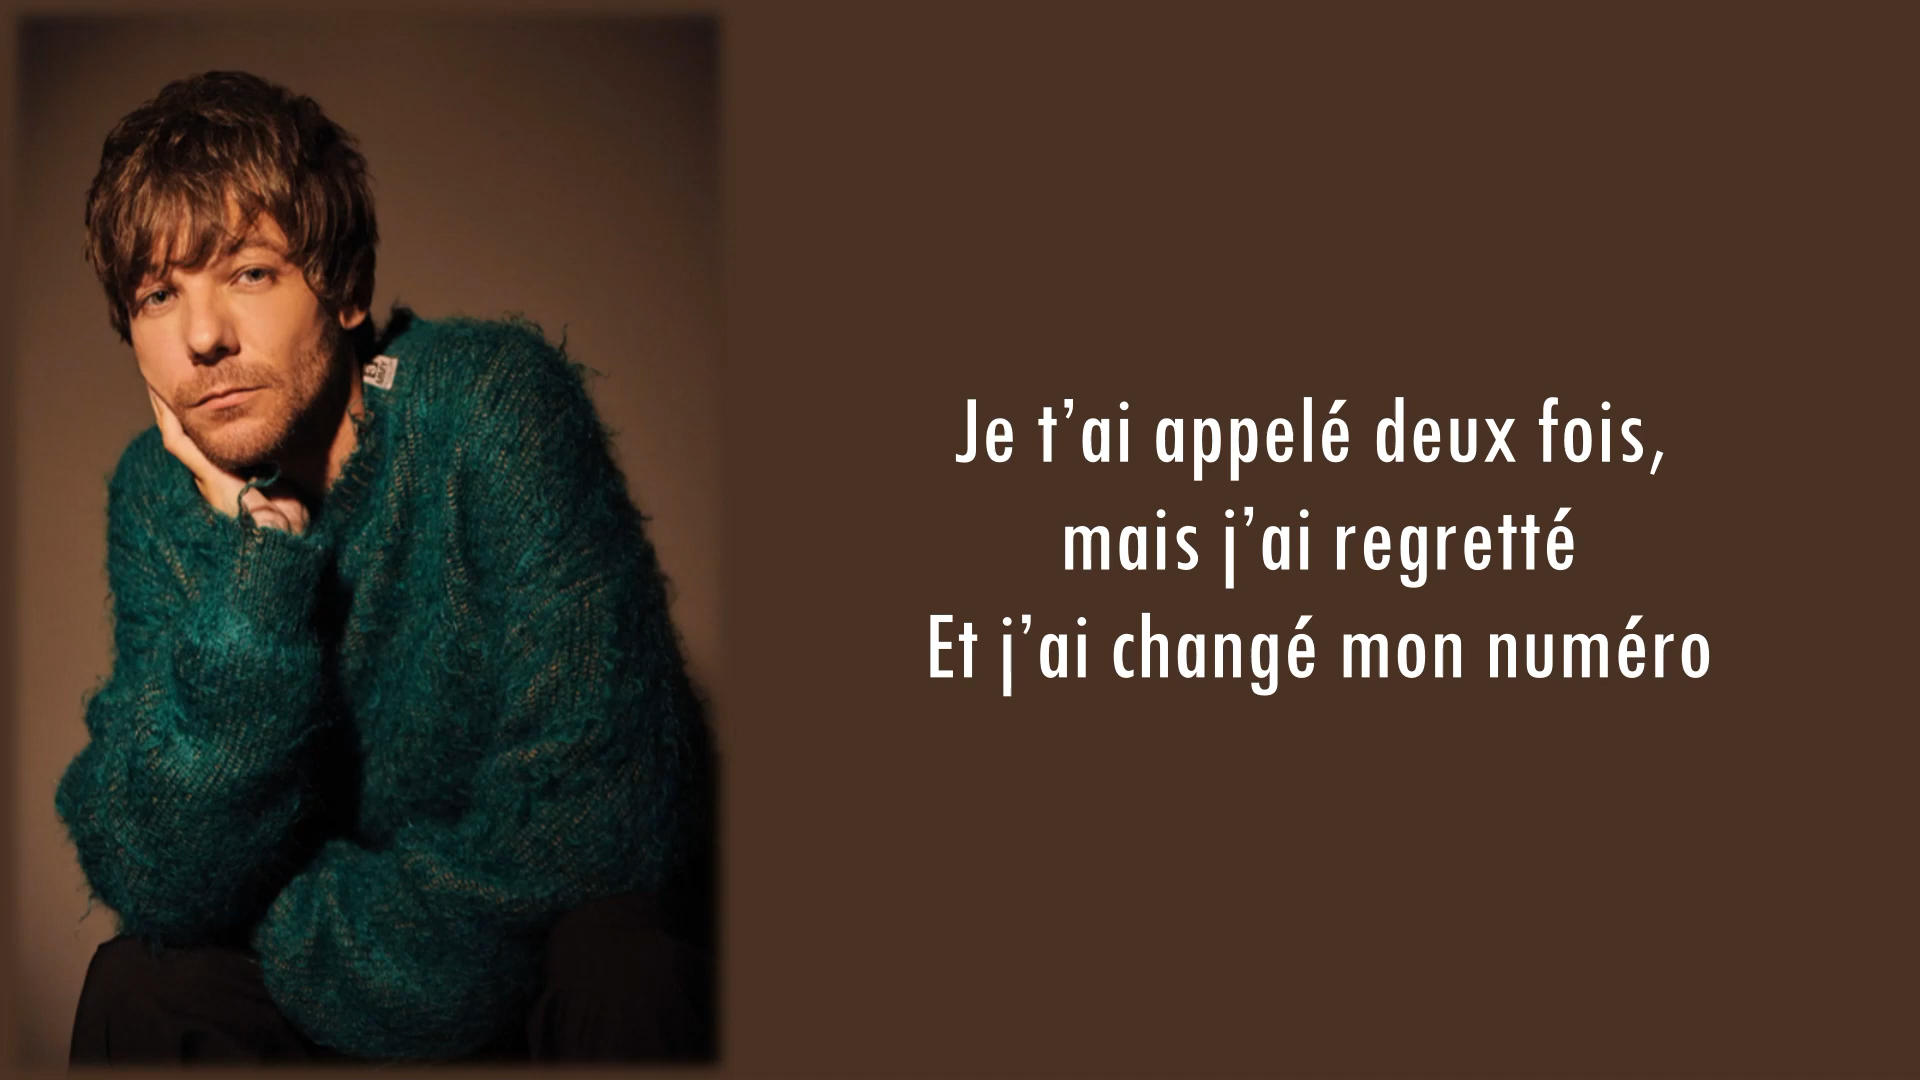 Je t’ai appelé deux fois,
mais j’ai regretté
Et j’ai changé mon numéro